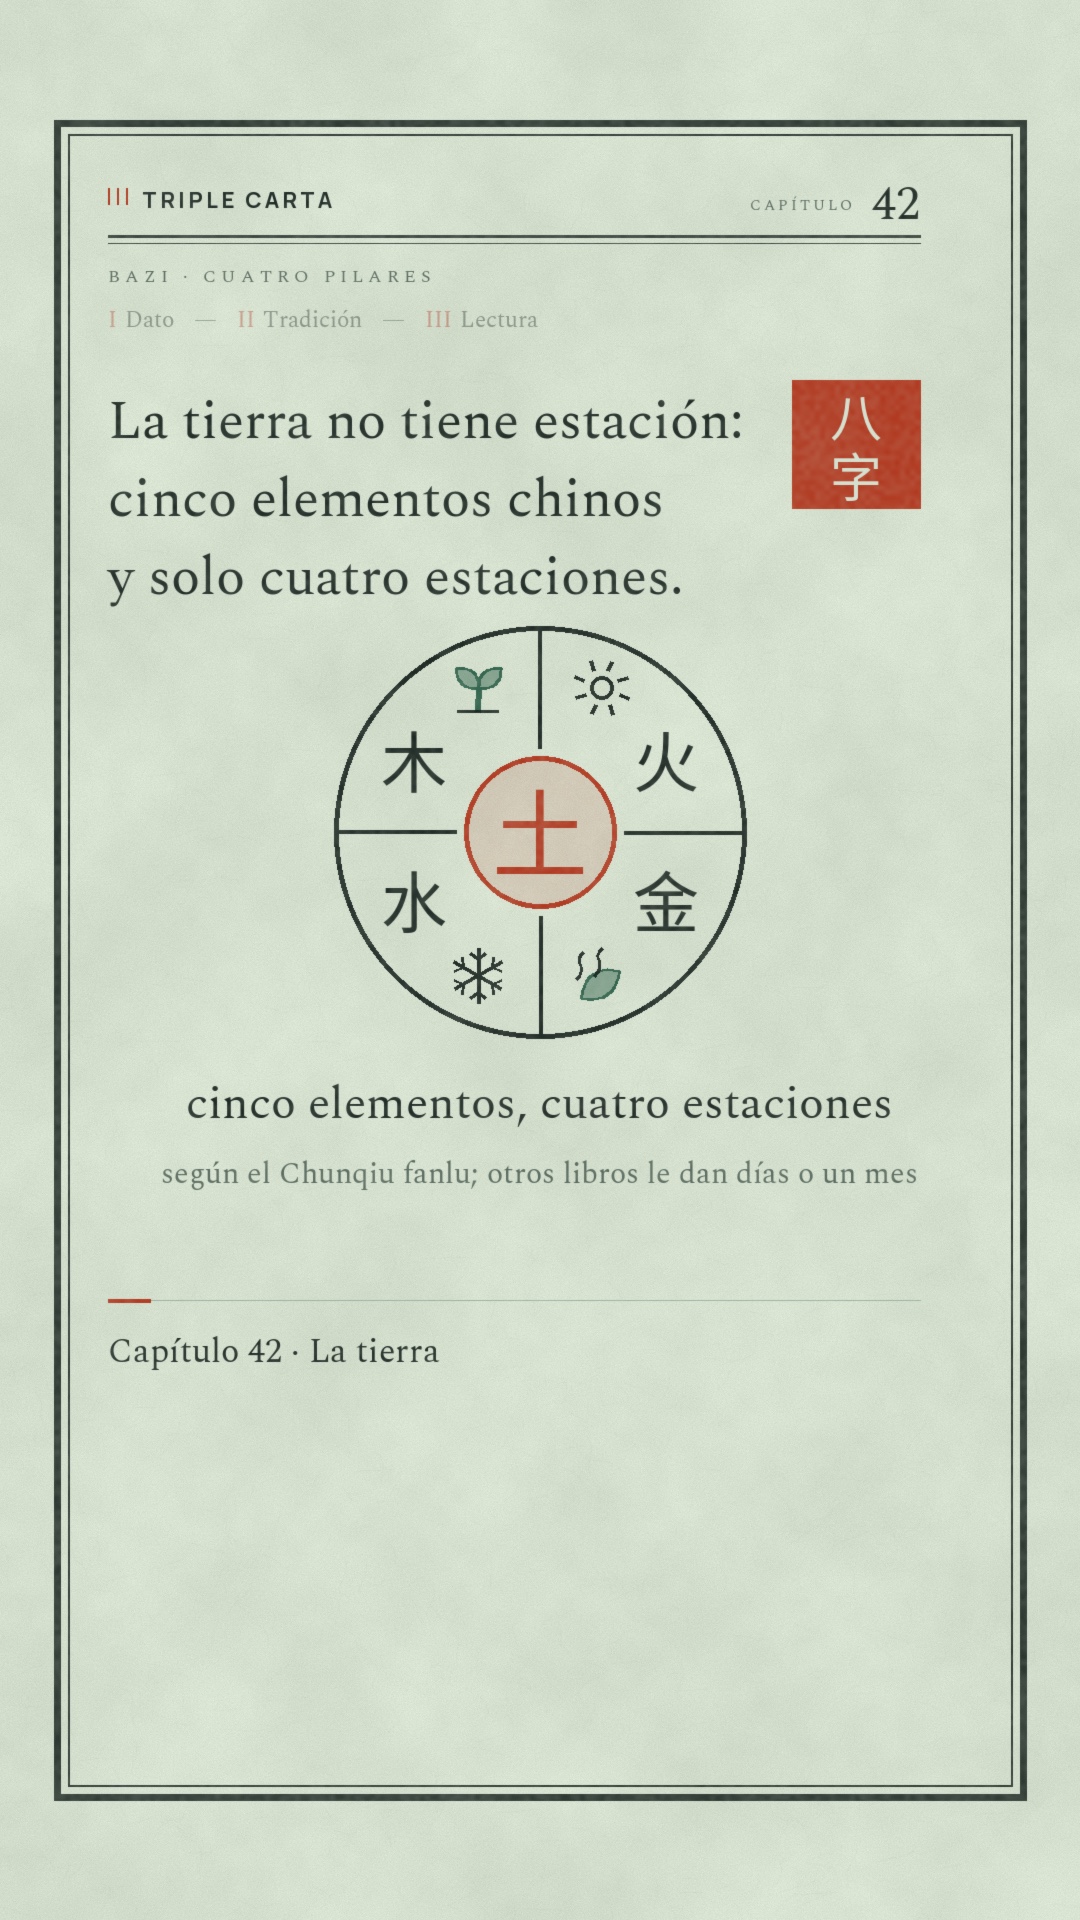 TRIPLE CARTA
CAPÍTULO 42
BAZI · CUATRO PILARES
I Dato — II Tradición — III Lectura
La tierra no tiene estación:
cinco elementos chinos
y solo cuatro estaciones.
八
字
木 火
土
水 金
cinco elementos, cuatro estaciones
según el Chunqiu fanlu; otros libros le dan días o un mes
Capítulo 42 · La tierra